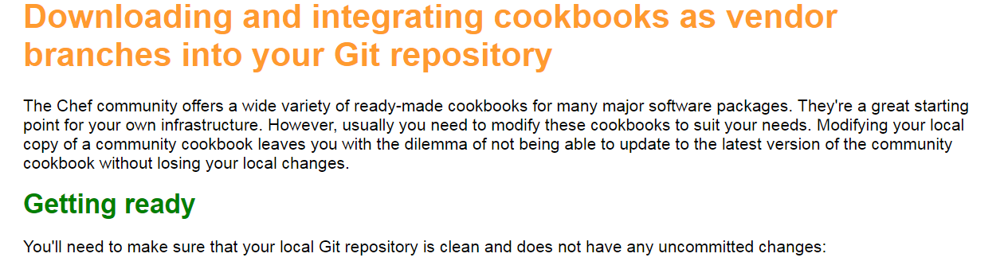 Downloading and integrating cookbooks as vendor
branches into your Git repository
The Chef community offers a wide variety of ready-made cookbooks for many major software packages. They're a great starting
point for your own infrastructure. However, usually you need to modify these cookbooks to suit your needs. Modifying your local
copy of a community cookbook leaves you with the dilemma of not being able to update to the latest version of the community
cookbook without losing your local changes.
Getting ready
You'll need to make sure that your local Git repository is clean and does not have any uncommitted changes: